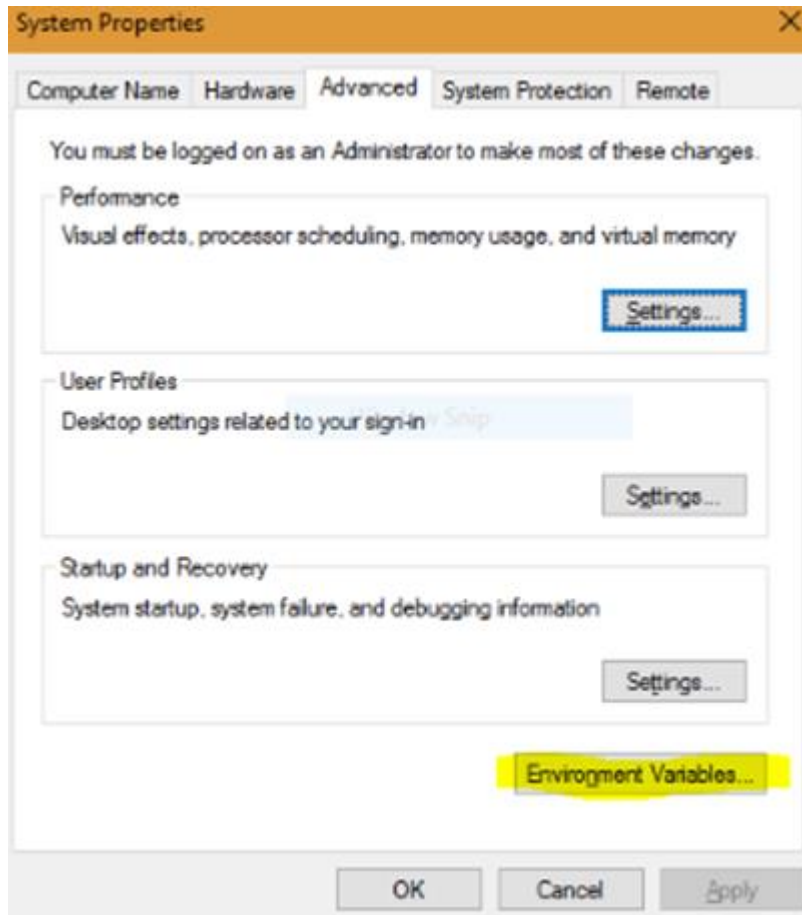 System Properties
Computer Name Hardware Advanced System Protection Remote
You must be logged on as an Administrator to make most of these changes.
Performance
Visual effects, processor scheduling, memory usage, and virtual memory
Settings...
User Profiles
Desktop settings related to your sign-in
Snip
Settings...
Startup and Recovery
System startup, system failure, and debugging information
Settings...
Environment Variables...
OK Cancel Apply